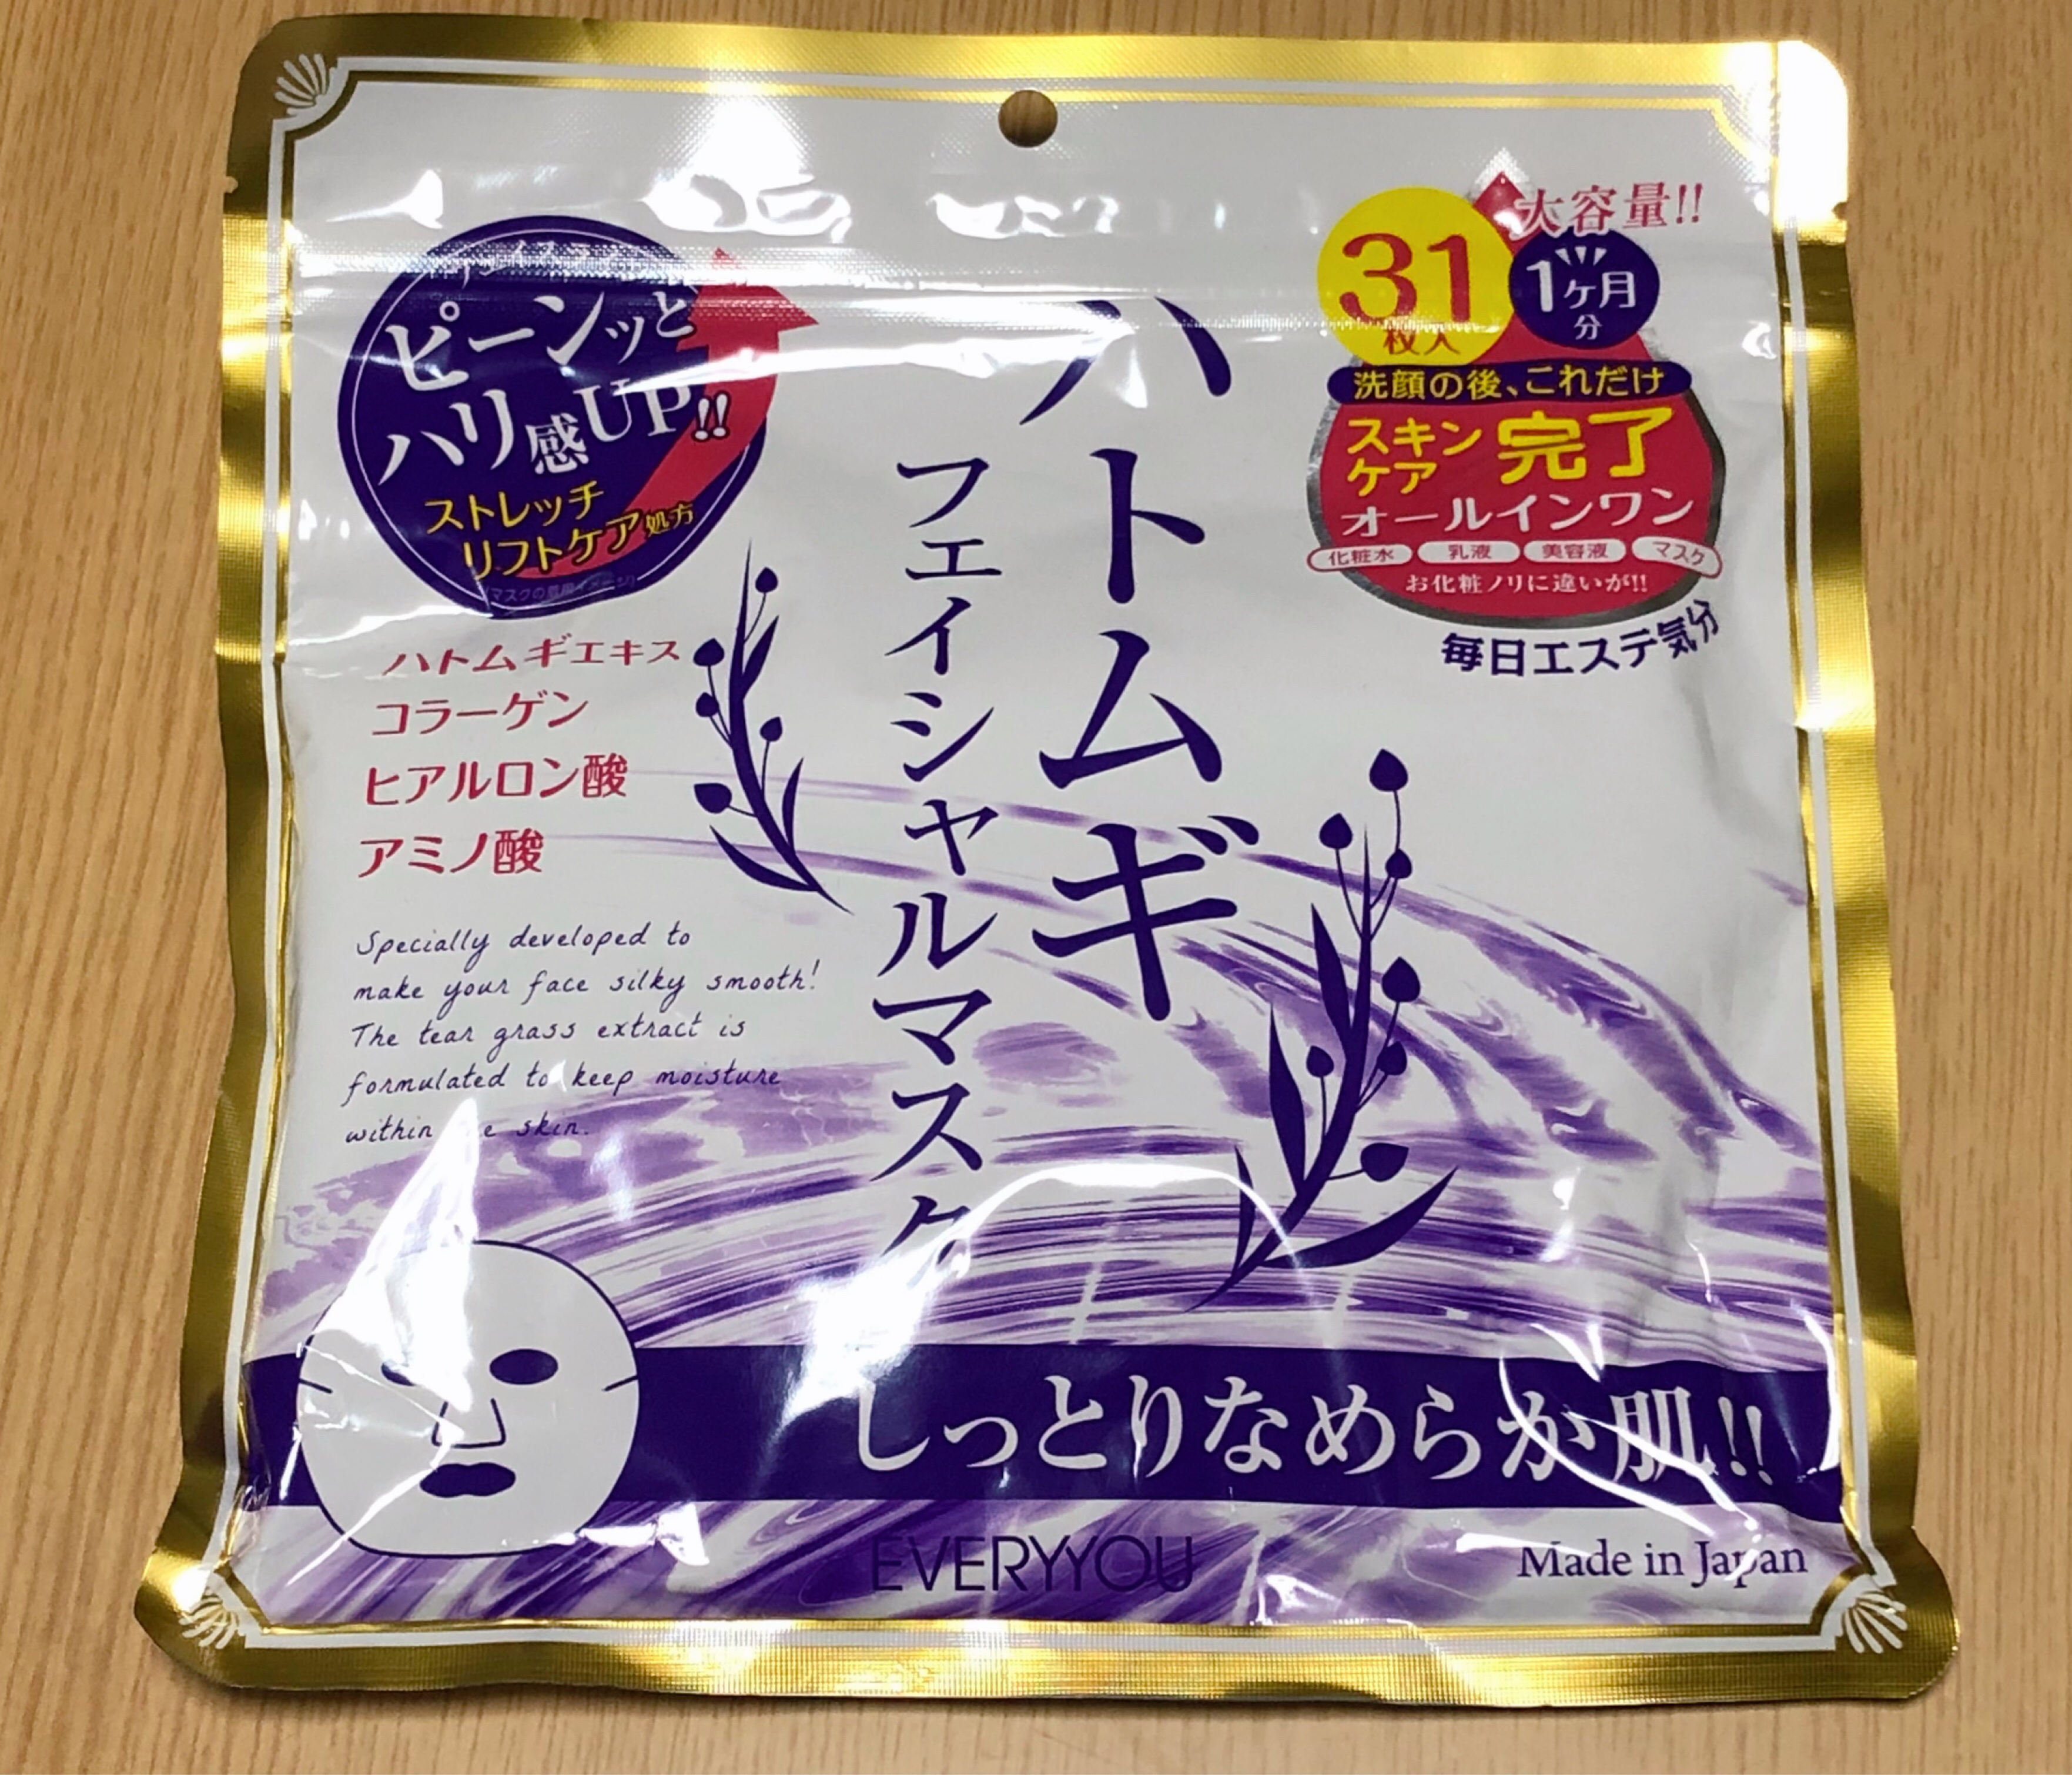 ピーンッと
ハリ感UP!!
ストレッチ
リフトケア処方
大容量!!
31
枚入
1ヶ月
分
洗顔の後、これだけ
スキン
ケア
完了
オールインワン
化粧水 乳液 美容液 マスク
お化粧ノリに違いが!!
毎日エステ気分
ハトムギ
フェイシャルマスク
ハトムギエキス
コラーゲン
ヒアルロン酸
アミノ酸
Specially developed to
make your face silky smooth!
The tear grass extract is
formulated to keep moisture
within skin.
しっとりなめらか肌!!
EVERYYOU
Made in Japan